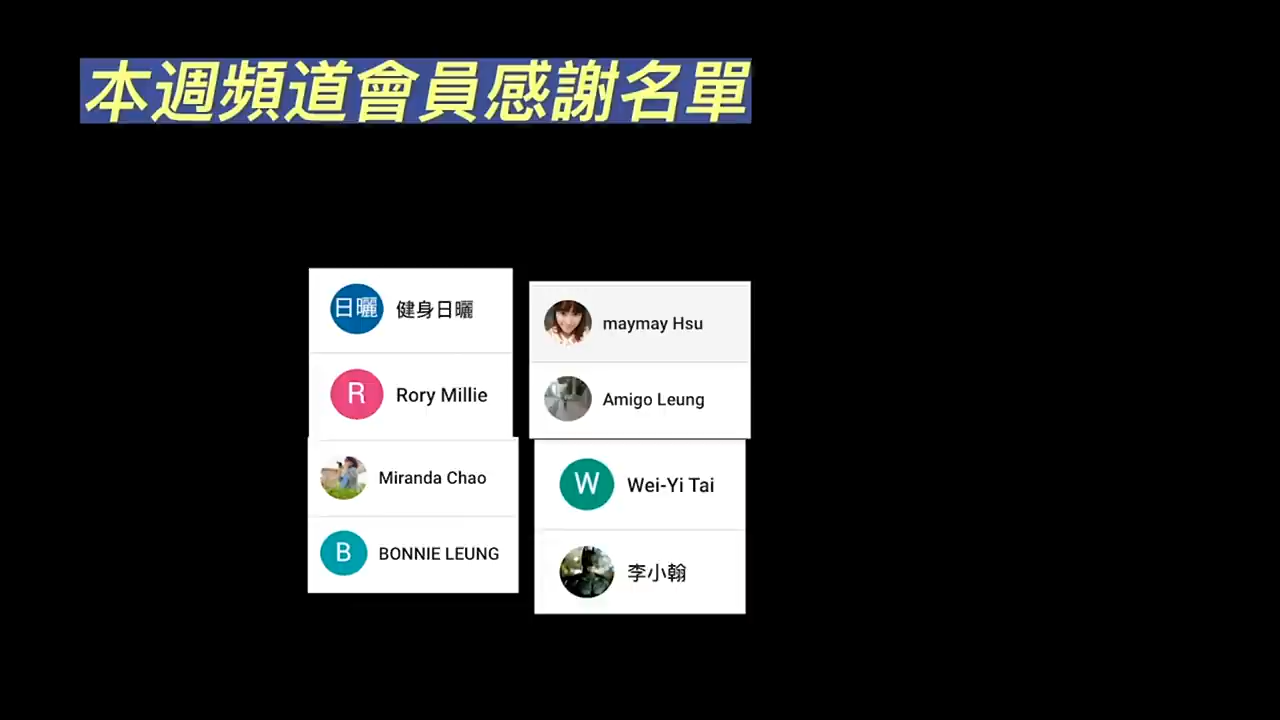 本週頻道會員感謝名單
日曬 健身日曬
R Rory Millie
Miranda Chao
B BONNIE LEUNG
maymay Hsu
Amigo Leung
W Wei-Yi Tai
李小翰